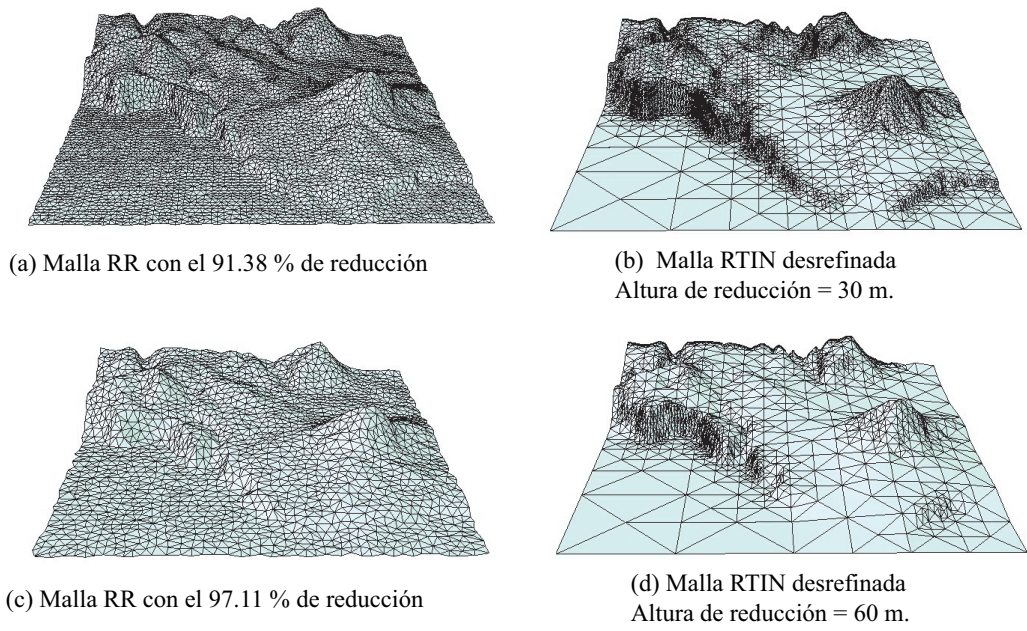 (a) Malla RR con el 91.38 % de reducción
(b) Malla RTIN desrefinada
Altura de reducción = 30 m.
(c) Malla RR con el 97.11 % de reducción
(d) Malla RTIN desrefinada
Altura de reducción = 60 m.